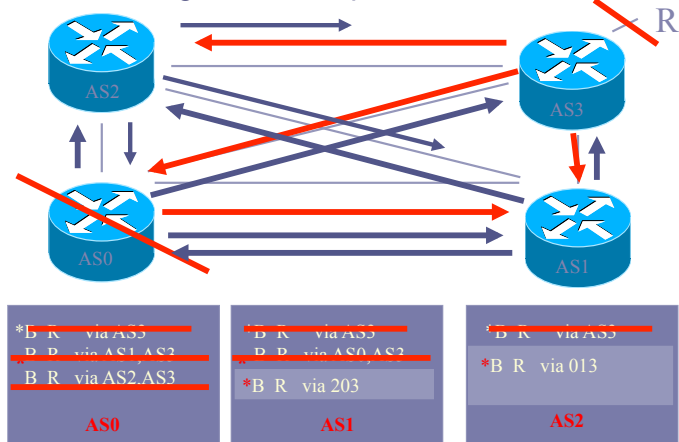 R
AS2
AS3
AS0
AS1
*B R via AS3
B R via AS1,AS3
B R via AS2,AS3
AS0
*B R via AS3
B R via AS0,AS3
*B R via 203
AS1
*B R via AS3
*B R via 013
AS2